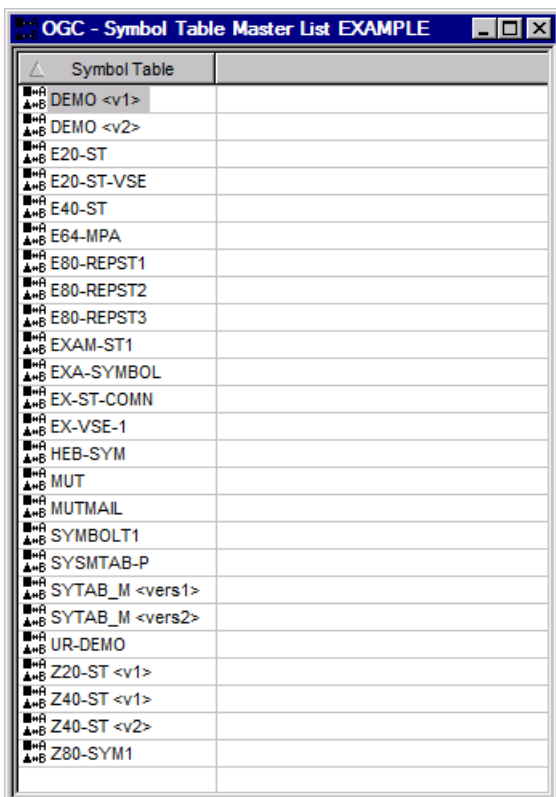 OGC - Symbol Table Master List EXAMPLE
Symbol Table
DEMO <v1>
DEMO <v2>
E20-ST
E20-ST-VSE
E40-ST
E64-MPA
E80-REPST1
E80-REPST2
E80-REPST3
EXAM-ST1
EXA-SYMBOL
EX-ST-COMN
EX-VSE-1
HEB-SYM
MUT
MUTMAIL
SYMBOLT1
SYSMTAB-P
SYTAB_M <vers1>
SYTAB_M <vers2>
UR-DEMO
Z20-ST <v1>
Z40-ST <v1>
Z40-ST <v2>
Z80-SYM1